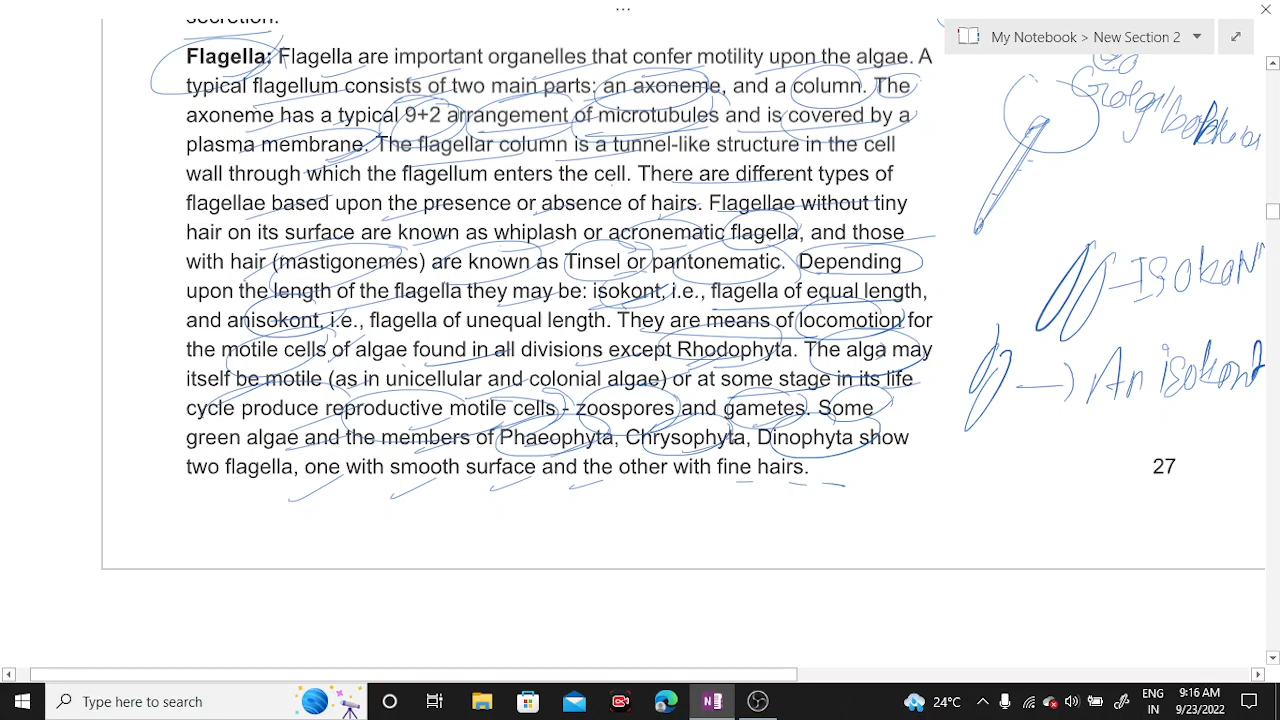 secretion.
My Notebook > New Section 2
Flagella: Flagella are important organelles that confer motility upon the algae. A
typical flagellum consists of two main parts: an axoneme, and a column. The
axoneme has a typical 9+2 arrangement of microtubules and is covered by a
plasma membrane. The flagellar column is a tunnel-like structure in the cell
wall through which the flagellum enters the cell. There are different types of
flagellae based upon the presence or absence of hairs. Flagellae without tiny
hair on its surface are known as whiplash or acronematic flagella, and those
with hair (mastigonemes) are known as Tinsel or pantonematic. Depending
upon the length of the flagella they may be: isokont, i.e., flagella of equal length,
and anisokont, i.e., flagella of unequal length. They are means of locomotion for
the motile cells of algae found in all divisions except Rhodophyta. The alga may
itself be motile (as in unicellular and colonial algae) or at some stage in its life
cycle produce reproductive motile cells - zoospores and gametes. Some
green algae and the members of Phaeophyta, Chrysophyta, Dinophyta show
two flagella, one with smooth surface and the other with fine hairs.
27
IsokoN
An isokont
Type here to search
24°C
ENG
IN
9:16 AM
9/23/2022